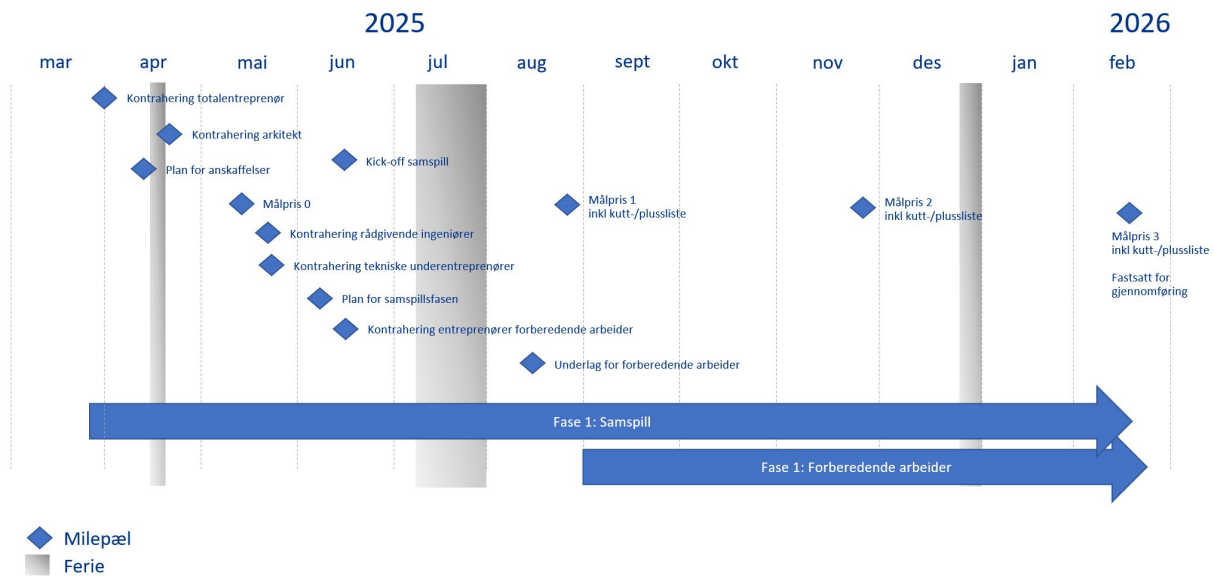 2025
2026
mar
apr
mai
jun
jul
aug
sept
okt
nov
des
jan
feb
Kontrahering totalentreprenør
Kontrahering arkitekt
Kick-off samspill
Plan for anskaffelser
Målpris 0
Målpris 1
inkl kutt-/plussliste
Målpris 2
inkl kutt-/plussliste
Målpris 3
inkl kutt-/plussliste
Fastsatt for
gjennomføring
Kontrahering rådgivende ingeniører
Kontrahering tekniske underentreprenører
Plan for samspillsfasen
Kontrahering entreprenører forberedende arbeider
Underlag for forberedende arbeider
Fase 1: Samspill
Fase 1: Forberedende arbeider
Milepæl
Ferie